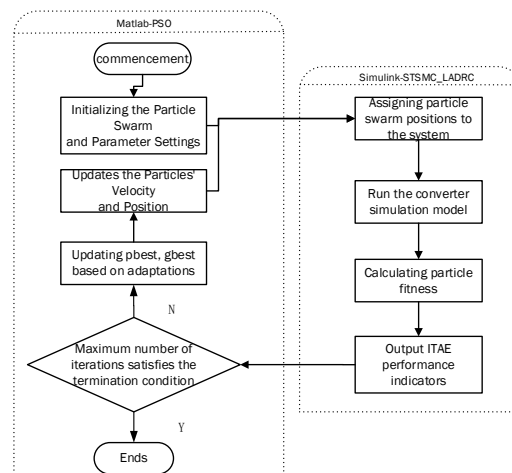 Matlab-PSO
commencement
Initializing the Particle
Swarm
and Parameter Settings
Updates the Particles'
Velocity
and Position
Updating pbest, gbest
based on adaptations
N
Maximum number of
iterations satisfies the
termination condition
Y
Ends
Simulink-STSMC_LADRC
Assigning particle
swarm positions to
the system
Run the converter
simulation model
Calculating particle
fitness
Output ITAE
performance
indicators